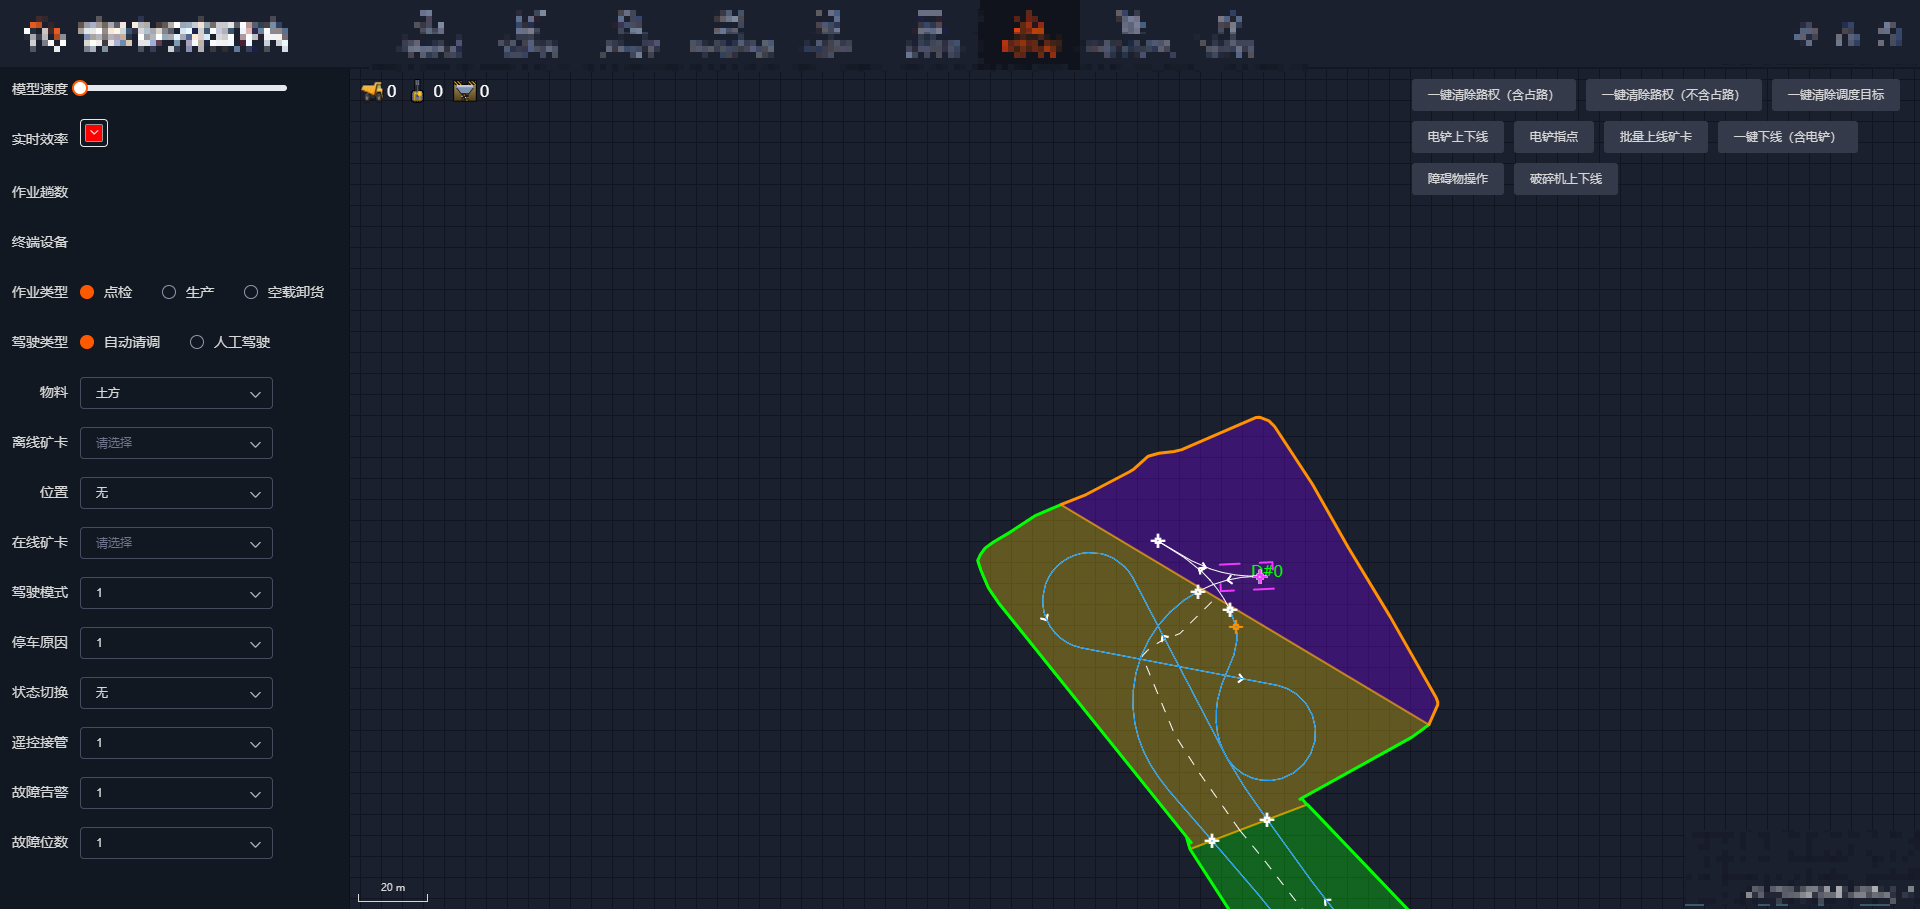 模型速度
0
0
0
一键清除路权（含占路）
一键清除路权（不含占路）
一键清除调度目标
实时效率
电铲上下线
电铲指点
批量上线矿卡
一键下线（含电铲）
障碍物操作
破碎机上下线
作业趟数
终端设备
作业类型 点检 生产 空载卸货
驾驶类型 自动请调 人工驾驶
物料 土方
离线矿卡 请选择
位置 无
在线矿卡 请选择
驾驶模式 1
停车原因 1
状态切换 无
遥控接管 1
故障告警 1
故障位数 1
D#0
20 m